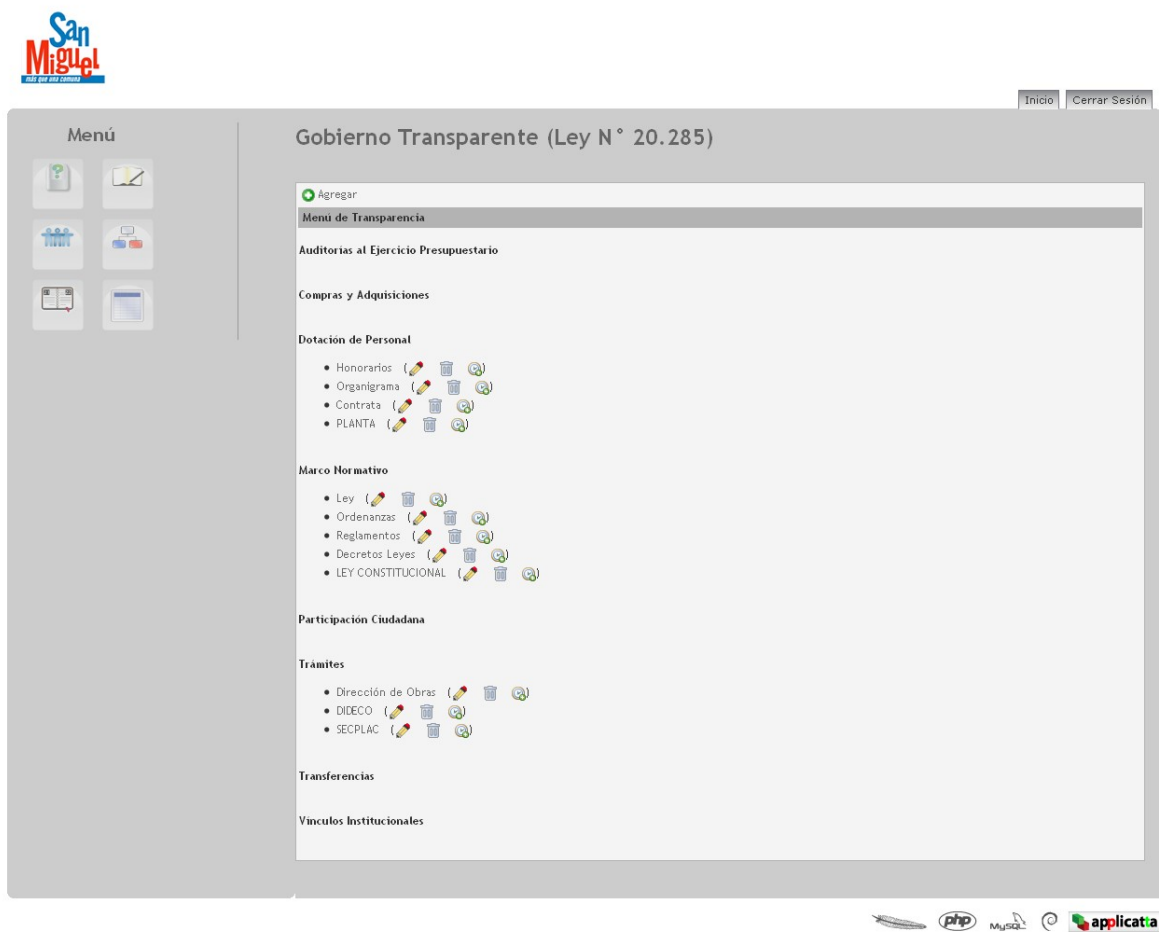 San
Miguel
más que una comuna
Inicio
Cerrar Sesión
Menú
Gobierno Transparente (Ley N° 20.285)
Agregar
Menú de Transparencia
Auditorias al Ejercicio Presupuestario
Compras y Adquisiciones
Dotación de Personal
Honorarios
Organigrama
Contrata
PLANTA
Marco Normativo
Ley
Ordenanzas
Reglamentos
Decretos Leyes
LEY CONSTITUCIONAL
Participación Ciudadana
Trámites
Dirección de Obras
DIDECO
SECPLAC
Transferencias
Vinculos Institucionales
php
MySQL
applicatta